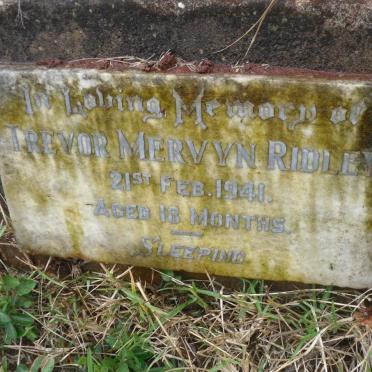 In Loving Memory of
TREVOR MERVYN RIDLEY
21ST FEB. 1941.
AGED 18 MONTHS.
SLEEPING